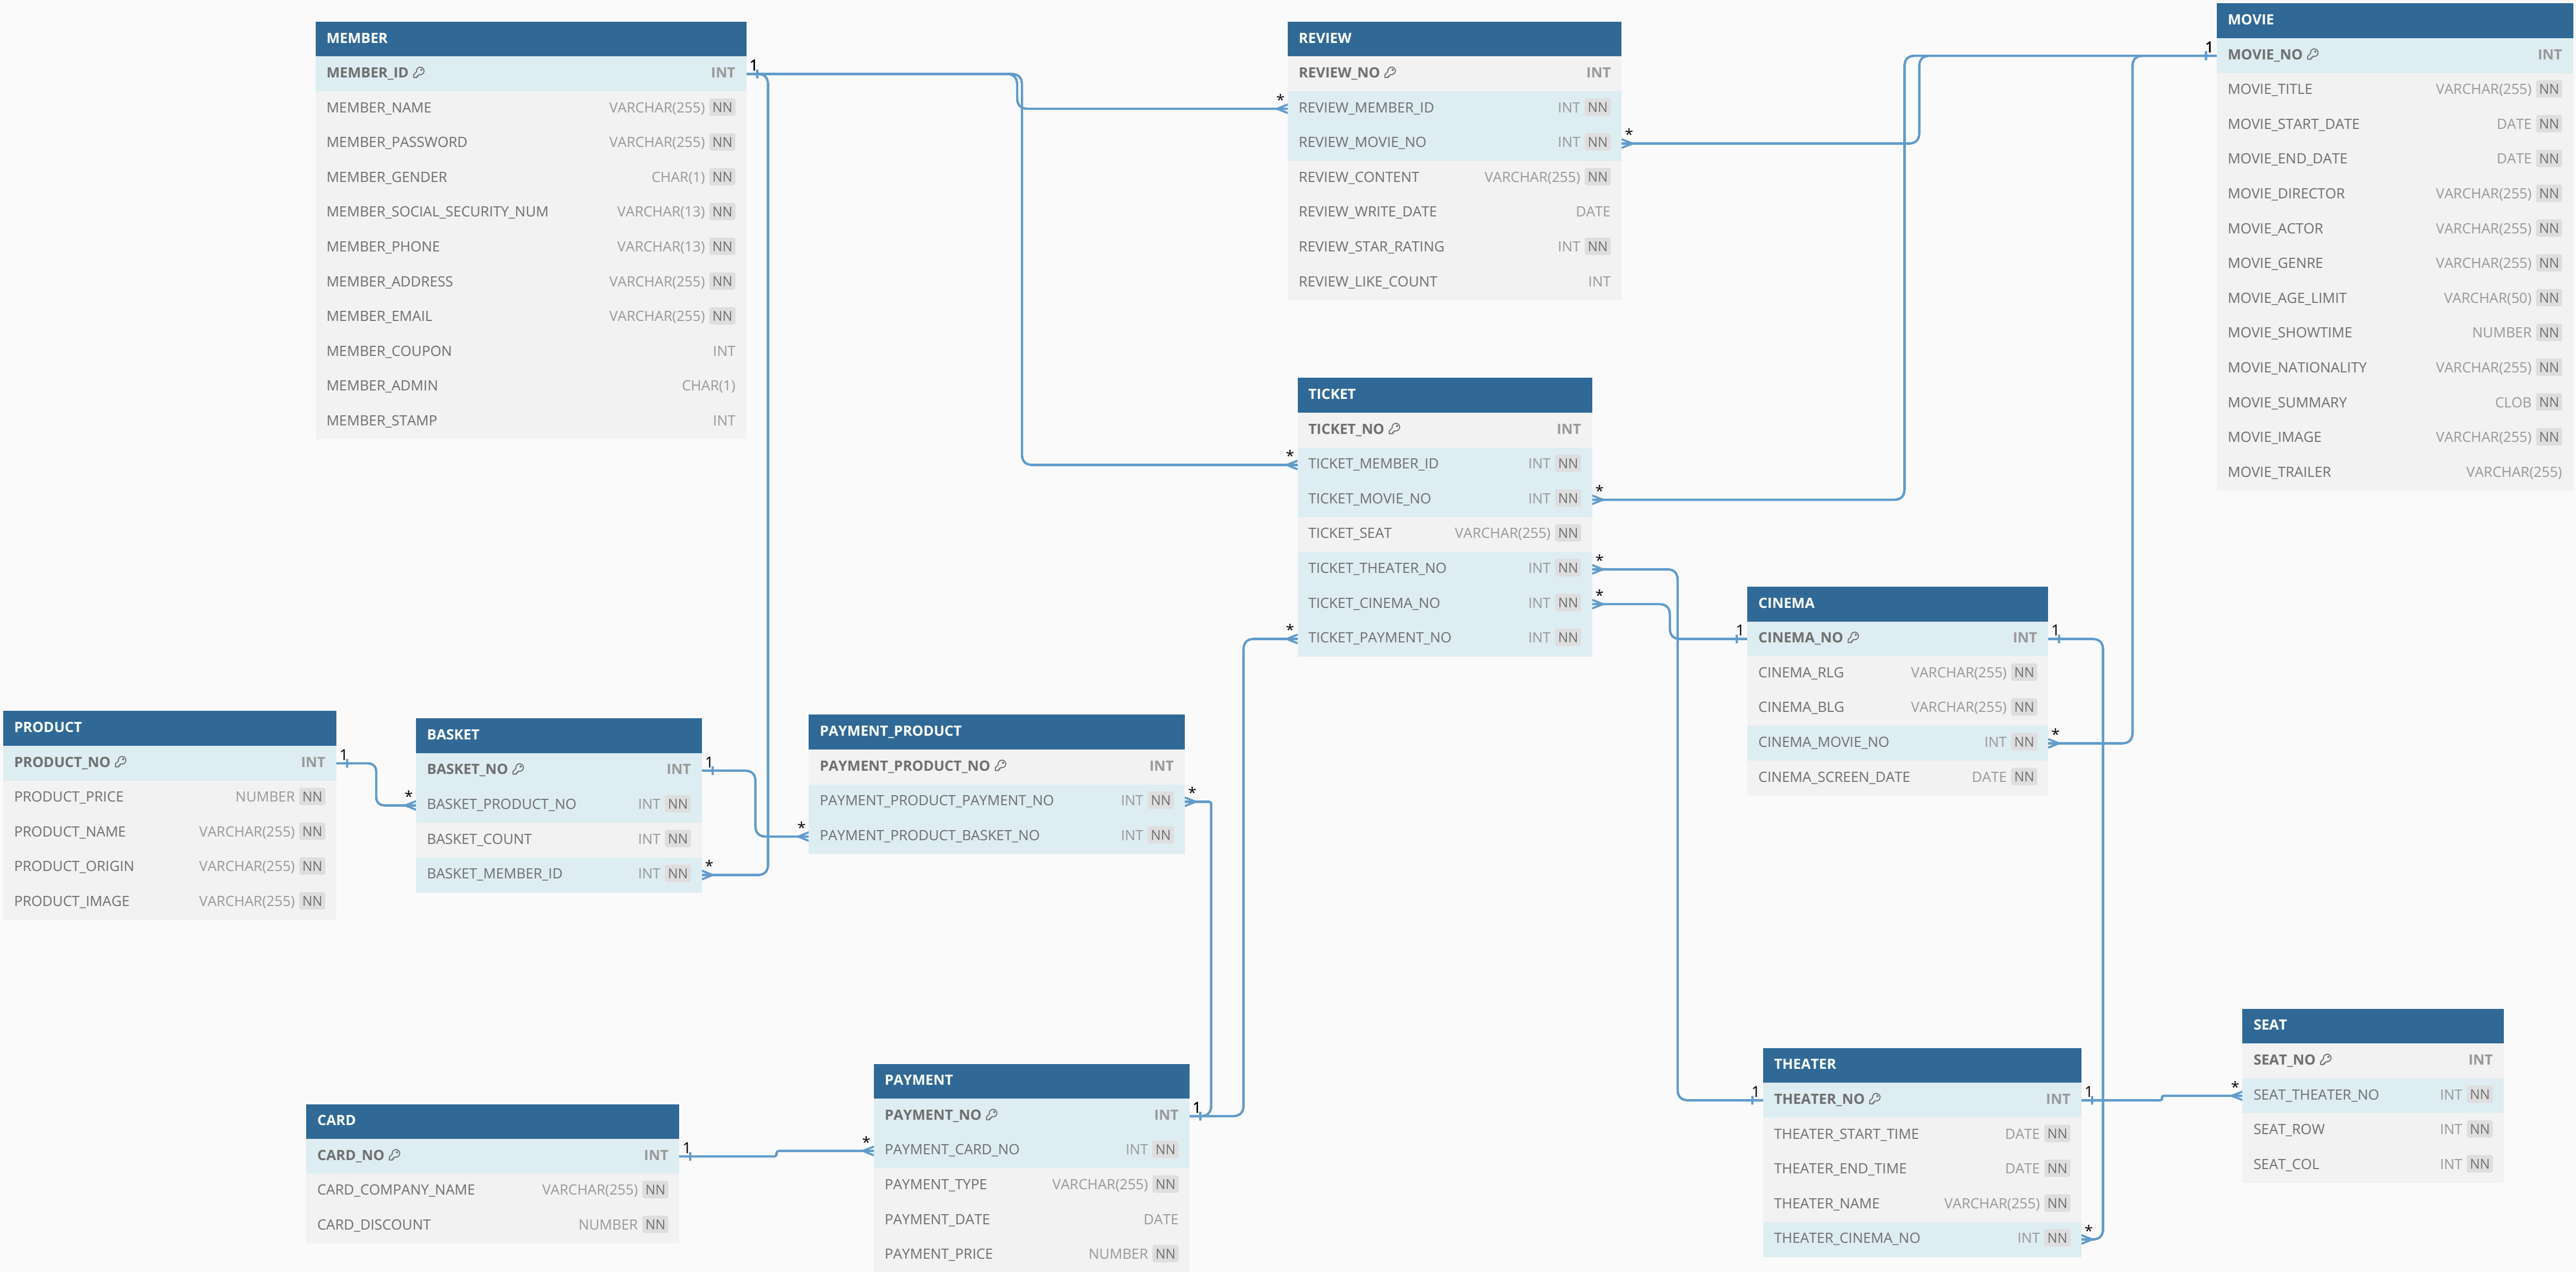 MEMBER
MEMBER_ID INT
MEMBER_NAME VARCHAR(255) NN
MEMBER_PASSWORD VARCHAR(255) NN
MEMBER_GENDER CHAR(1) NN
MEMBER_SOCIAL_SECURITY_NUM VARCHAR(13) NN
MEMBER_PHONE VARCHAR(13) NN
MEMBER_ADDRESS VARCHAR(255) NN
MEMBER_EMAIL VARCHAR(255) NN
MEMBER_COUPON INT
MEMBER_ADMIN CHAR(1)
MEMBER_STAMP INT
1
REVIEW
REVIEW_NO INT
* REVIEW_MEMBER_ID INT NN
REVIEW_MOVIE_NO INT NN *
REVIEW_CONTENT VARCHAR(255) NN
REVIEW_WRITE_DATE DATE
REVIEW_STAR_RATING INT NN
REVIEW_LIKE_COUNT INT
MOVIE
1 MOVIE_NO INT
MOVIE_TITLE VARCHAR(255) NN
MOVIE_START_DATE DATE NN
MOVIE_END_DATE DATE NN
MOVIE_DIRECTOR VARCHAR(255) NN
MOVIE_ACTOR VARCHAR(255) NN
MOVIE_GENRE VARCHAR(255) NN
MOVIE_AGE_LIMIT VARCHAR(50) NN
MOVIE_SHOWTIME NUMBER NN
MOVIE_NATIONALITY VARCHAR(255) NN
MOVIE_SUMMARY CLOB NN
MOVIE_IMAGE VARCHAR(255) NN
MOVIE_TRAILER VARCHAR(255)
TICKET
TICKET_NO INT
* TICKET_MEMBER_ID INT NN
TICKET_MOVIE_NO INT NN *
TICKET_SEAT VARCHAR(255) NN
TICKET_THEATER_NO INT NN *
TICKET_CINEMA_NO INT NN *
* TICKET_PAYMENT_NO INT NN
CINEMA
1 CINEMA_NO INT 1
CINEMA_RLG VARCHAR(255) NN
CINEMA_BLG VARCHAR(255) NN
CINEMA_MOVIE_NO INT NN *
CINEMA_SCREEN_DATE DATE NN
PRODUCT
PRODUCT_NO INT 1
PRODUCT_PRICE NUMBER NN
PRODUCT_NAME VARCHAR(255) NN
PRODUCT_ORIGIN VARCHAR(255) NN
PRODUCT_IMAGE VARCHAR(255) NN
BASKET
BASKET_NO INT 1
* BASKET_PRODUCT_NO INT NN
BASKET_COUNT INT NN
BASKET_MEMBER_ID INT NN *
PAYMENT_PRODUCT
PAYMENT_PRODUCT_NO INT
PAYMENT_PRODUCT_PAYMENT_NO INT NN *
* PAYMENT_PRODUCT_BASKET_NO INT NN
CARD
CARD_NO INT 1
CARD_COMPANY_NAME VARCHAR(255) NN
CARD_DISCOUNT NUMBER NN
PAYMENT
PAYMENT_NO INT 1
* PAYMENT_CARD_NO INT NN
PAYMENT_TYPE VARCHAR(255) NN
PAYMENT_DATE DATE
PAYMENT_PRICE NUMBER NN
THEATER
1 THEATER_NO INT 1
THEATER_START_TIME DATE NN
THEATER_END_TIME DATE NN
THEATER_NAME VARCHAR(255) NN
THEATER_CINEMA_NO INT NN *
SEAT
SEAT_NO INT
* SEAT_THEATER_NO INT NN
SEAT_ROW INT NN
SEAT_COL INT NN